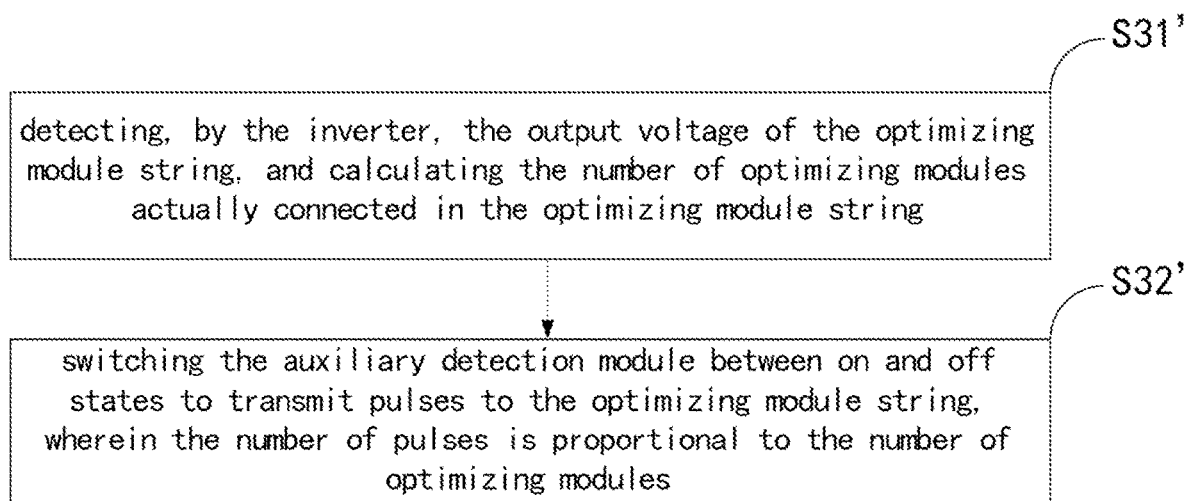 S31’
detecting, by the inverter, the output voltage of the optimizing
module string, and calculating the number of optimizing modules
actually connected in the optimizing module string
S32’
switching the auxiliary detection module between on and off
states to transmit pulses to the optimizing module string,
wherein the number of pulses is proportional to the number of
optimizing modules